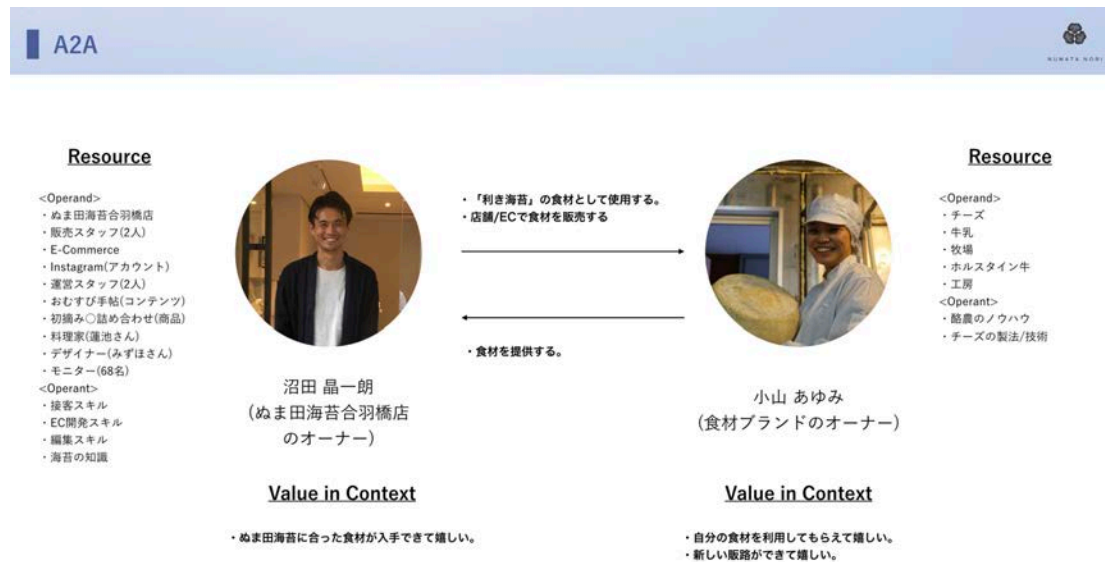 A2A
NUMATA NORI
Resource
<Operand>
・ぬま田海苔合羽橋店
・販売スタッフ(2人)
・E-Commerce
・Instagram(アカウント)
・運営スタッフ(2人)
・おむすび手帖(コンテンツ)
・初摘み○詰め合わせ(商品)
・料理家(蓮池さん)
・デザイナー(みずほさん)
・モニター(68名)
<Operant>
・接客スキル
・EC開発スキル
・編集スキル
・海苔の知識
沼田 晶一朗
(ぬま田海苔合羽橋店
のオーナー)
・「利き海苔」の食材として使用する。
・店舗/ECで食材を販売する
・食材を提供する。
小山 あゆみ
(食材ブランドのオーナー)
Resource
<Operand>
・チーズ
・牛乳
・牧場
・ホルスタイン牛
・工房
<Operant>
・酪農のノウハウ
・チーズの製法/技術
Value in Context
・ぬま田海苔に合った食材が入手できて嬉しい。
Value in Context
・自分の食材を利用してもらえて嬉しい。
・新しい販路ができて嬉しい。